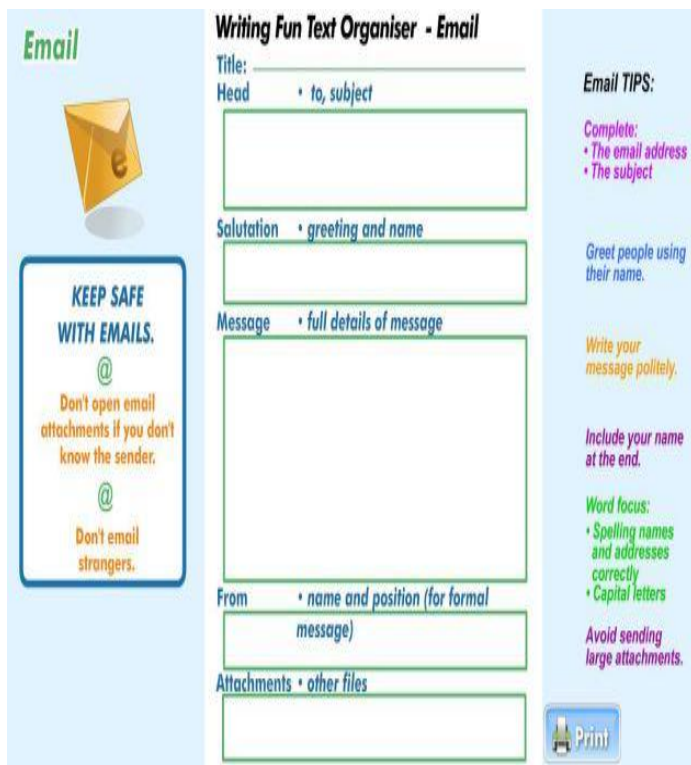 Email
e
KEEP SAFE
WITH EMAILS.
@
Don't open email
attachments if you don't
know the sender.
@
Don't email
strangers.
Writing Fun Text Organiser - Email
Title:
Head • to, subject
Salutation • greeting and name
Message • full details of message
From • name and position (for formal
message)
Attachments • other files
Email TIPS:
Complete:
• The email address
• The subject
Greet people using
their name.
Write your
message politely.
Include your name
at the end.
Word focus:
• Spelling names
and addresses
correctly
• Capital letters
Avoid sending
large attachments.
Print